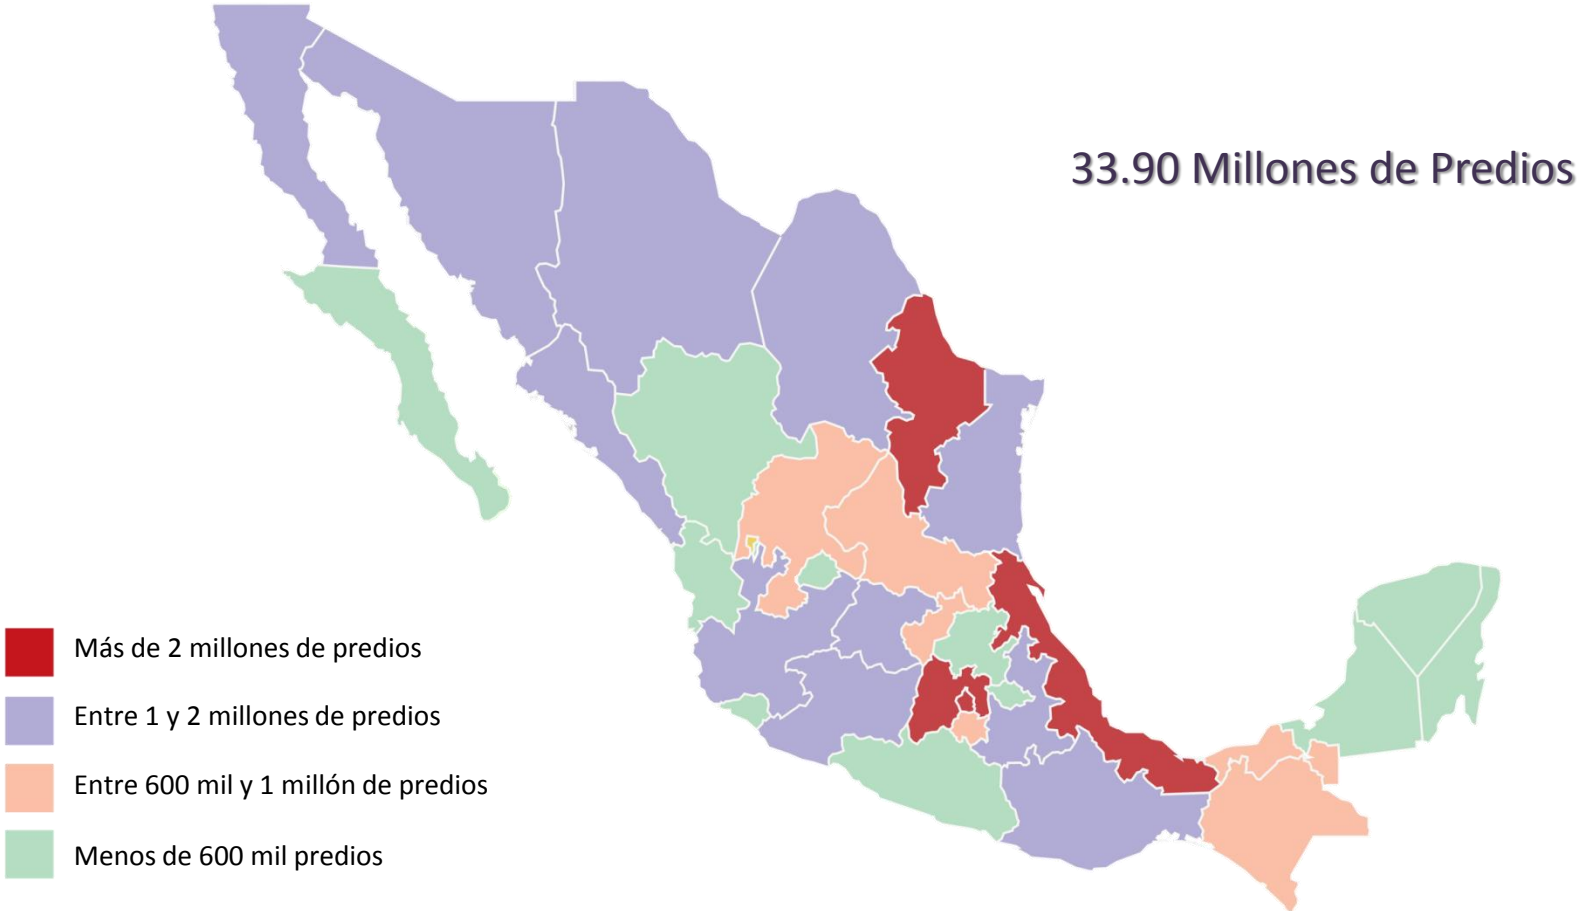 33.90 Millones de Predios
Más de 2 millones de predios
Entre 1 y 2 millones de predios
Entre 600 mil y 1 millón de predios
Menos de 600 mil predios